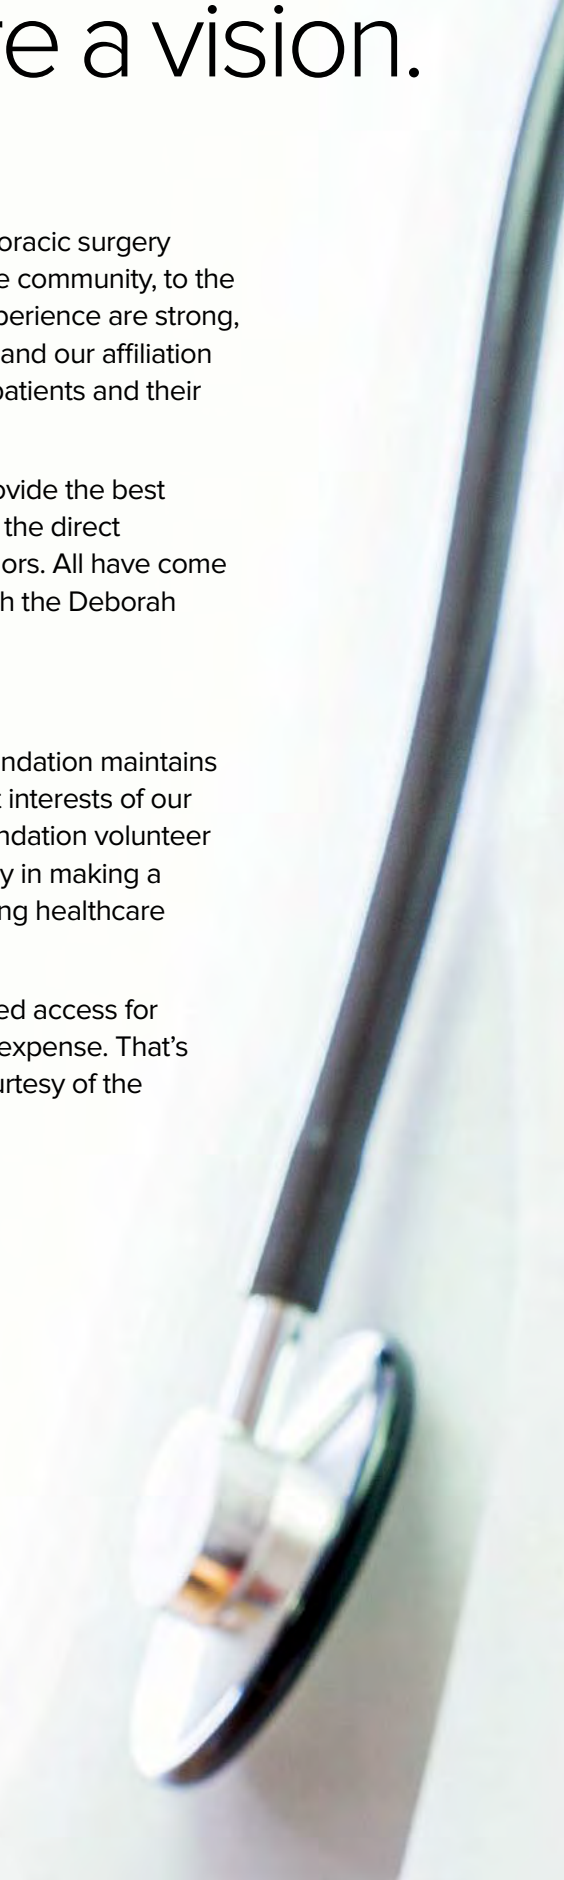 re a vision.
oracic surgery
e community, to the
perience are strong,
and our affiliation
patients and their
ovide the best
the direct
ors. All have come
h the Deborah
ndation maintains
t interests of our
ndation volunteer
y in making a
ng healthcare
ed access for
expense. That’s
urtesy of the